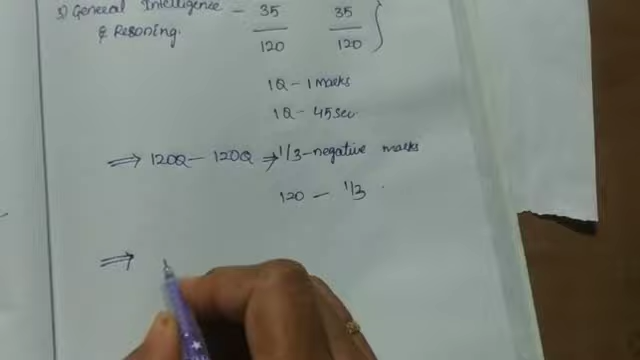 3) General Intelligence - 35 35
& Resoning. 120 120
1Q - 1 Marks
1Q - 45 sec.
⇒ 120Q - 120Q ⇒ 1/3 - negative marks
120 - 1/3
⇒